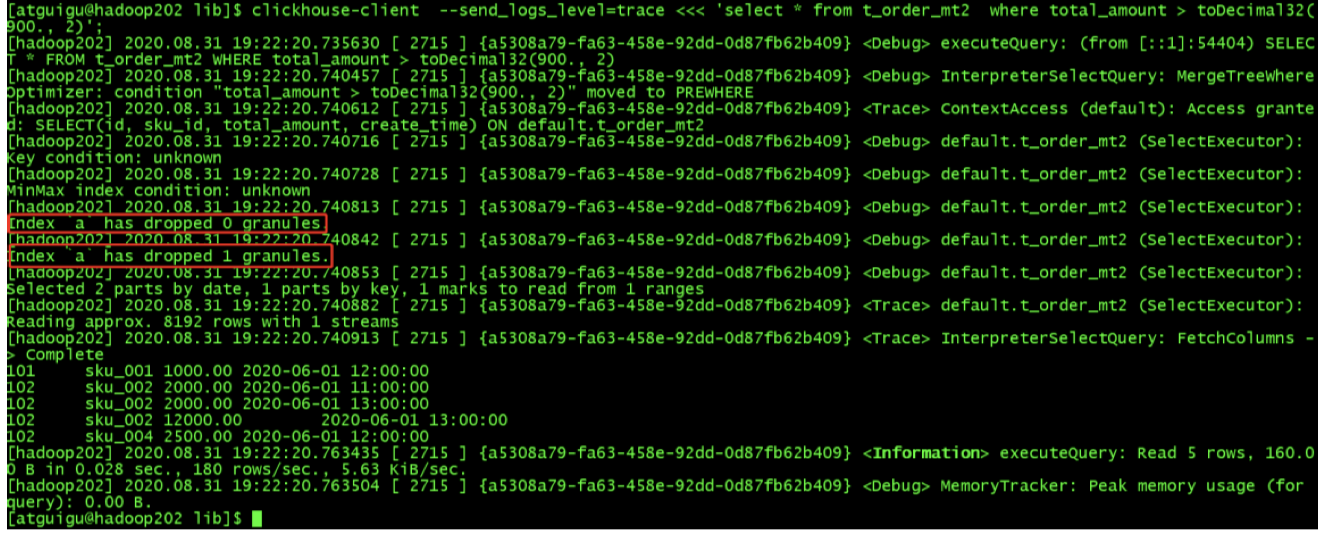 [atguigu@hadoop202 lib]$ clickhouse-client  --send_logs_level=trace <<< 'select * from t_order_mt2  where total_amount > toDecimal32(
900., 2)';
[hadoop202] 2020.08.31 19:22:20.735630 [ 2715 ] {a5308a79-fa63-458e-92dd-0d87fb62b409} <Debug> executeQuery: (from [::1]:54404) SELEC
T * FROM t_order_mt2 WHERE total_amount > toDecimal32(900., 2)
[hadoop202] 2020.08.31 19:22:20.740457 [ 2715 ] {a5308a79-fa63-458e-92dd-0d87fb62b409} <Debug> InterpreterSelectQuery: MergeTreeWhere
Optimizer: condition "total_amount > toDecimal32(900., 2)" moved to PREWHERE
[hadoop202] 2020.08.31 19:22:20.740612 [ 2715 ] {a5308a79-fa63-458e-92dd-0d87fb62b409} <Trace> ContextAccess (default): Access grante
d: SELECT(id, sku_id, total_amount, create_time) ON default.t_order_mt2
[hadoop202] 2020.08.31 19:22:20.740716 [ 2715 ] {a5308a79-fa63-458e-92dd-0d87fb62b409} <Debug> default.t_order_mt2 (SelectExecutor):
Key condition: unknown
[hadoop202] 2020.08.31 19:22:20.740728 [ 2715 ] {a5308a79-fa63-458e-92dd-0d87fb62b409} <Debug> default.t_order_mt2 (SelectExecutor):
MinMax index condition: unknown
[hadoop202] 2020.08.31 19:22:20.740813 [ 2715 ] {a5308a79-fa63-458e-92dd-0d87fb62b409} <Debug> default.t_order_mt2 (SelectExecutor):
Index `a` has dropped 0 granules.
[hadoop202] 2020.08.31 19:22:20.740842 [ 2715 ] {a5308a79-fa63-458e-92dd-0d87fb62b409} <Debug> default.t_order_mt2 (SelectExecutor):
Index `a` has dropped 1 granules.
[hadoop202] 2020.08.31 19:22:20.740853 [ 2715 ] {a5308a79-fa63-458e-92dd-0d87fb62b409} <Debug> default.t_order_mt2 (SelectExecutor):
Selected 2 parts by date, 1 parts by key, 1 marks to read from 1 ranges
[hadoop202] 2020.08.31 19:22:20.740882 [ 2715 ] {a5308a79-fa63-458e-92dd-0d87fb62b409} <Trace> default.t_order_mt2 (SelectExecutor):
Reading approx. 8192 rows with 1 streams
[hadoop202] 2020.08.31 19:22:20.740913 [ 2715 ] {a5308a79-fa63-458e-92dd-0d87fb62b409} <Trace> InterpreterSelectQuery: FetchColumns -
> Complete
101     sku_001 1000.00 2020-06-01 12:00:00
102     sku_002 2000.00 2020-06-01 11:00:00
102     sku_002 2000.00 2020-06-01 13:00:00
102     sku_002 12000.00        2020-06-01 13:00:00
102     sku_004 2500.00 2020-06-01 12:00:00
[hadoop202] 2020.08.31 19:22:20.763435 [ 2715 ] {a5308a79-fa63-458e-92dd-0d87fb62b409} <Information> executeQuery: Read 5 rows, 160.0
0 B in 0.028 sec., 180 rows/sec., 5.63 KiB/sec.
[hadoop202] 2020.08.31 19:22:20.763504 [ 2715 ] {a5308a79-fa63-458e-92dd-0d87fb62b409} <Debug> MemoryTracker: Peak memory usage (for
query): 0.00 B.
[atguigu@hadoop202 lib]$